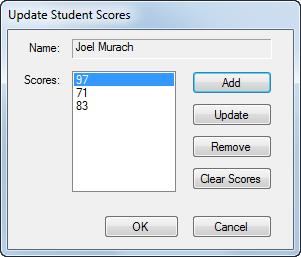 Update Student Scores
Name: Joel Murach
Scores: 97 Add
71
83
Update
Remove
Clear Scores
OK Cancel